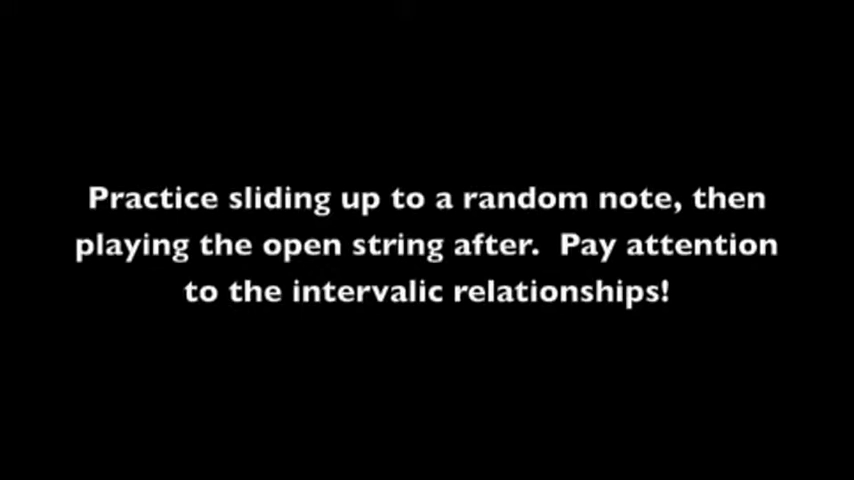 Practice sliding up to a random note, then
playing the open string after.  Pay attention
to the intervalic relationships!